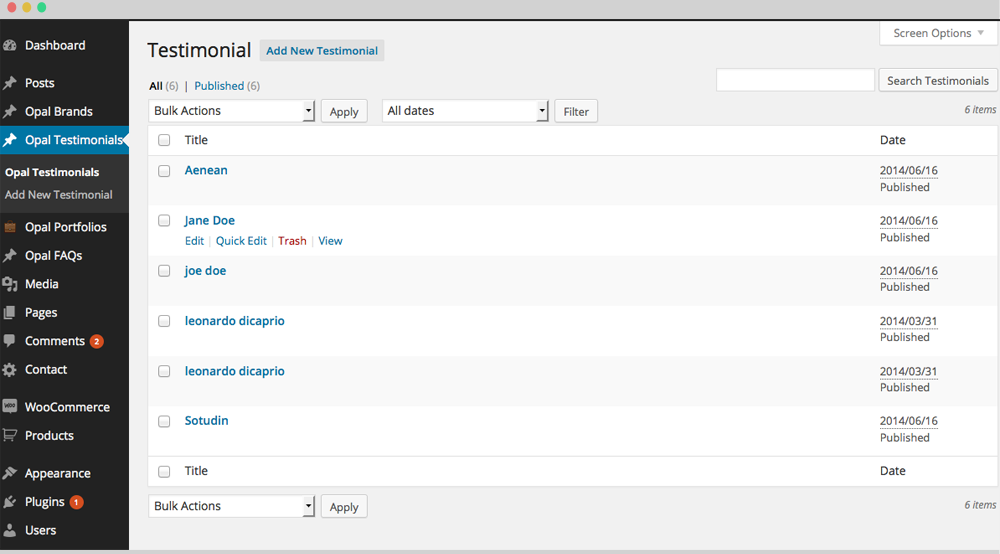 Dashboard
Posts
Opal Brands
Opal Testimonials
Opal Testimonials
Add New Testimonial
Opal Portfolios
Opal FAQs
Media
Pages
Comments 2
Contact
WooCommerce
Products
Appearance
Plugins 1
Users
Screen Options
Testimonial Add New Testimonial
All (6) | Published (6)
Search Testimonials
Bulk Actions Apply All dates Filter 6 items
Title Date
Aenean 2014/06/16
Published
Jane Doe 2014/06/16
Edit | Quick Edit | Trash | View Published
joe doe 2014/06/16
Published
leonardo dicaprio 2014/03/31
Published
leonardo dicaprio 2014/03/31
Published
Sotudin 2014/06/16
Published
Title Date
Bulk Actions Apply 6 items